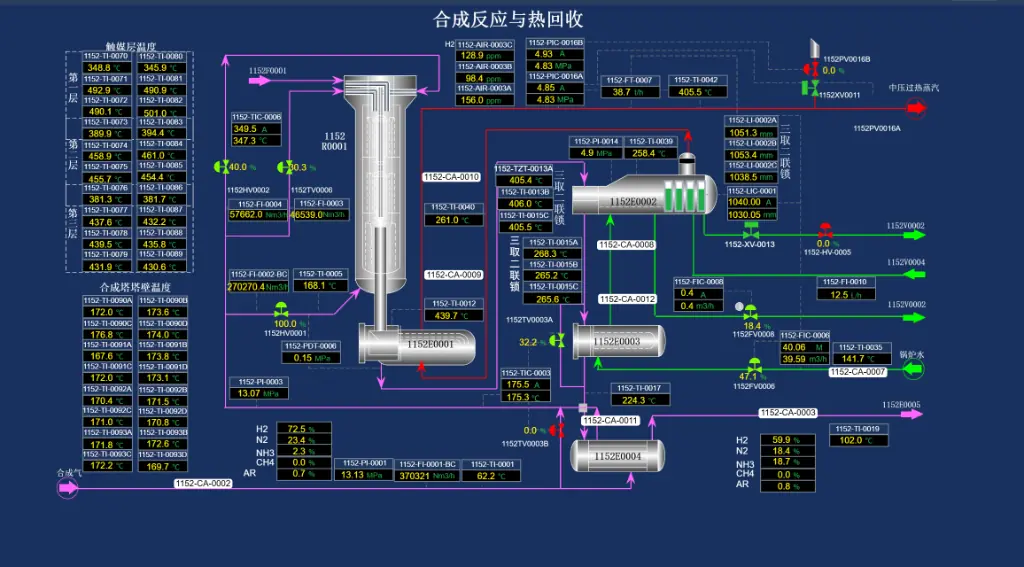 合成反应与热回收
触媒层温度
第一层
1152-TI-0070 1152-TI-0080
348.8 ℃ 345.9 ℃
1152-TI-0071 1152-TI-0081
492.9 ℃ 490.9 ℃
1152-TI-0072 1152-TI-0082
490.1 ℃ 501.0 ℃
第二层
1152-TI-0073 1152-TI-0083
389.9 ℃ 394.4 ℃
1152-TI-0074 1152-TI-0084
458.9 ℃ 461.0 ℃
1152-TI-0075 1152-TI-0085
455.7 ℃ 454.4 ℃
第三层
1152-TI-0076 1152-TI-0086
381.3 ℃ 381.7 ℃
1152-TI-0077 1152-TI-0087
437.6 ℃ 432.2 ℃
1152-TI-0078 1152-TI-0088
439.5 ℃ 435.8 ℃
1152-TI-0079 1152-TI-0089
431.9 ℃ 430.6 ℃
合成塔塔壁温度
1152-TI-0090A 1152-TI-0090B
172.0 ℃ 173.6 ℃
1152-TI-0090C 1152-TI-0090D
176.8 ℃ 174.0 ℃
1152-TI-0091A 1152-TI-0091B
167.6 ℃ 173.8 ℃
1152-TI-0091C 1152-TI-0091D
172.0 ℃ 173.1 ℃
1152-TI-0092A 1152-TI-0092B
170.4 ℃ 171.5 ℃
1152-TI-0092C 1152-TI-0092D
171.0 ℃ 170.8 ℃
1152-TI-0093A 1152-TI-0093B
171.8 ℃ 172.6 ℃
1152-TI-0093C 1152-TI-0093D
172.2 ℃ 169.7 ℃
合成气
1152-CA-0002
1152F0001
1152-TIC-0006
349.5 A
347.3 ℃
40.0 %
30.3 %
1152HV002 1152TV006
1152-FI-0004 1152-FI-0003
57662.0 Nm3/h 46539.0 Nm3/h
1152-FI-0002-BC 1152-TI-0005
270270.4 Nm3/h 168.1 ℃
100.0 %
1152HV0001
1152-PDT-0006
0.15 MPa
1152-PI-0003
13.07 MPa
H2 72.5 %
N2 23.4 %
NH3 2.3 %
CH4 0.0 %
AR 0.7 %
1152-PI-0001 1152-FI-0001-BC 1152-TI-0001
13.13 MPa 370321 Nm3/h 62.2 ℃
1152
R0001
H2 1152-AIR-0003C
128.9 ppm
1152-AIR-0003B
98.4 ppm
1152-AIR-0003A
156.0 ppm
1152-PIC-0016B
4.93 A
4.83 MPa
1152-PIC-0016A
4.85 A
4.83 MPa
1152-FT-0007 1152-TI-0042
38.7 t/h 405.5 ℃
1152PV0016B
0.0 %
1152XV0011
中压过热蒸汽
1152PV0016A
1152-CA-0010
1152-TI-0040
261.0 ℃
1152-CA-0009
1152-TI-0012
439.7 ℃
1152E0001
1152-PI-0014 1152-TI-0039
4.9 MPa 258.4 ℃
1152-TZT-0013A
405.4 ℃
1152-TI-0013B
406.0 ℃
1152-TI-0015C
405.5 ℃
三取二联锁
1152-TI-0015A
268.3 ℃
1152-TI-0015B
265.2 ℃
1152-TI-0015C
265.6 ℃
三取二联锁
1152E0002
1152-LI-0002A
1051.3 mm
1152-LI-0002B
1053.4 mm
1152-LI-0002C
1038.5 mm
三取二联锁
1152-LIC-0001
1040.00 A
1030.05 mm
1152-XV-0013
0.0 %
1152-HV-0005
1152V0002
1152V0004
1152-CA-0008
1152-FIC-0008
0.4 A
0.4 m3/h
1152-FI-0010
12.5 t/h
1152-CA-0012
1152V0002
18.4 %
1152FV0008
1152TV0003A
32.2 %
1152E0003
1152-FIC-0006
40.06 M
39.59 m3/h
1152-TI-0035
141.7 ℃
锅炉水
1152-CA-0007
47.1 %
1152FV0006
1152-TIC-0003
175.5 A
175.3 ℃
1152-TI-0017
224.3 ℃
1152E0005
1152-CA-0003
1152-CA-0011
0.0 %
1152TV0003B
1152E0004
1152-TI-0019
102.0 ℃
H2 59.9 %
N2 18.4 %
NH3 18.7 %
CH4 0.0 %
AR 0.8 %